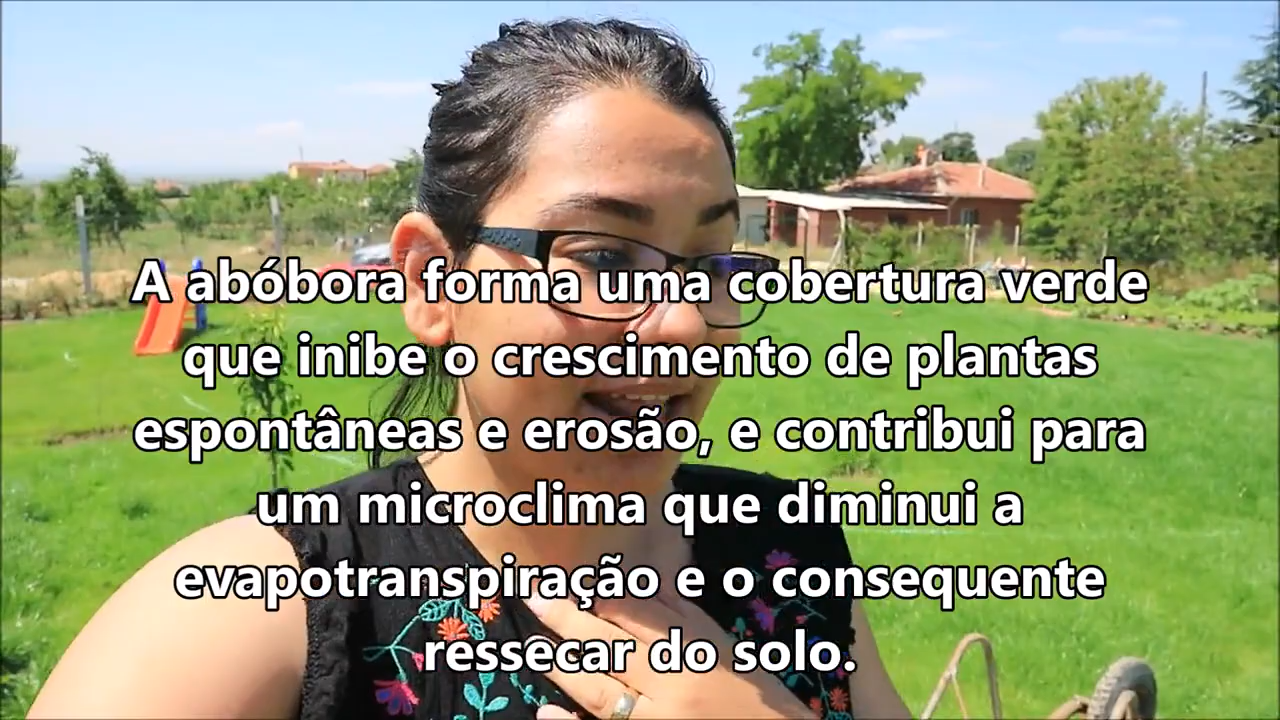 A abóbora forma uma cobertura verde
que inibe o crescimento de plantas
espontâneas e erosão, e contribui para
um microclima que diminui a
evapotranspiração e o consequente
ressecar do solo.